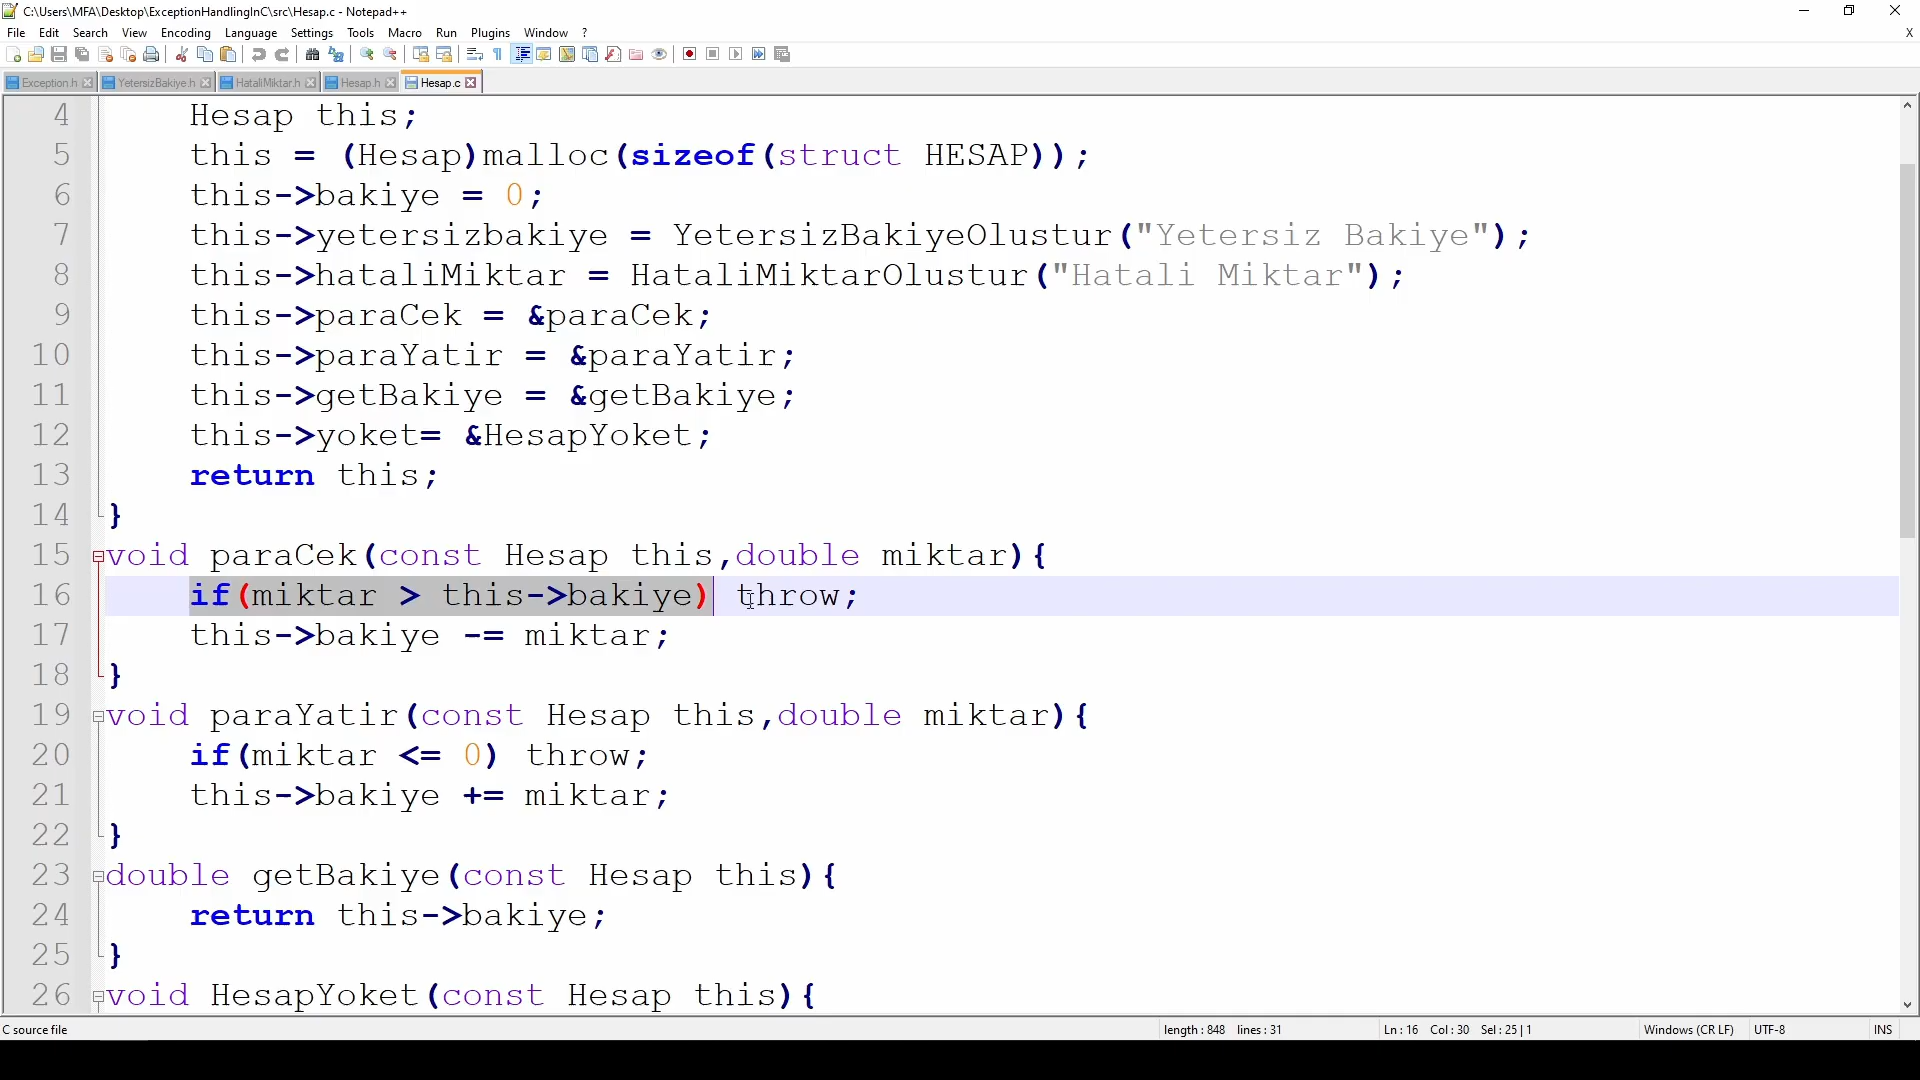 C:\Users\MFA\Desktop\ExceptionHandlingInC\src\Hesap.c - Notepad++
File Edit Search View Encoding Language Settings Tools Macro Run Plugins Window ? X
Exception.h YetersizBakiye.h HataliMiktar.h Hesap.h Hesap.c
4 Hesap this;
5 this = (Hesap)malloc(sizeof(struct HESAP));
6 this->bakiye = 0;
7 this->yetersizbakiye = YetersizBakiyeOlustur("Yetersiz Bakiye");
8 this->hataliMiktar = HataliMiktarOlustur("Hatali Miktar");
9 this->paraCek = &paraCek;
10 this->paraYatir = &paraYatir;
11 this->getBakiye = &getBakiye;
12 this->yoket= &HesapYoket;
13 return this;
14 }
15 void paraCek(const Hesap this,double miktar){
16 if(miktar > this->bakiye) throw;
17 this->bakiye -= miktar;
18 }
19 void paraYatir(const Hesap this,double miktar){
20 if(miktar <= 0) throw;
21 this->bakiye += miktar;
22 }
23 double getBakiye(const Hesap this){
24 return this->bakiye;
25 }
26 void HesapYoket(const Hesap this){
C source file length : 848 lines : 31 Ln : 16 Col : 30 Sel : 25 | 1 Windows (CR LF) UTF-8 INS